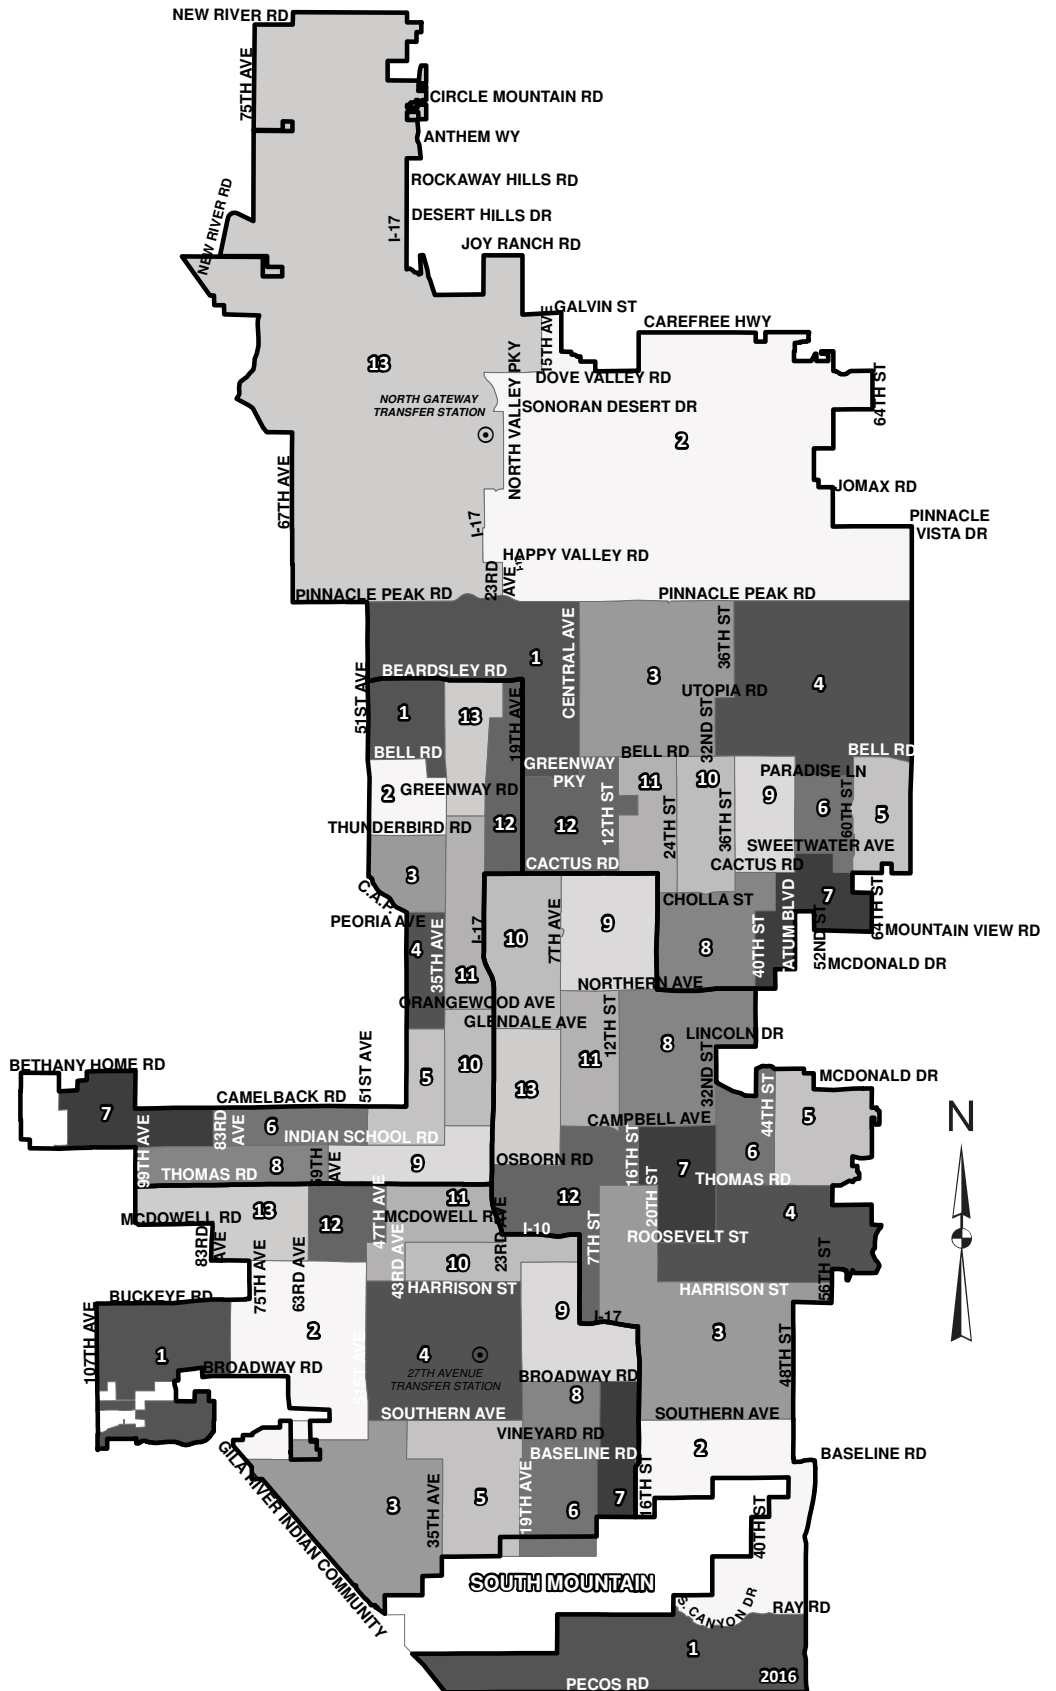 NEW RIVER RD
75TH AVE
CIRCLE MOUNTAIN RD
ANTHEM WY
ROCKAWAY HILLS RD
NEW RIVER RD
I-17
DESERT HILLS DR
JOY RANCH RD
GALVIN ST
15TH AVE
CAREFREE HWY
13
NORTH GATEWAY
TRANSFER STATION
NORTH VALLEY PKY
DOVE VALLEY RD
SONORAN DESERT DR
64TH ST
2
67TH AVE
I-17
JOMAX RD
PINNACLE
VISTA DR
HAPPY VALLEY RD
I-17
23RD
AVE
PINNACLE PEAK RD
PINNACLE PEAK RD
1
CENTRAL AVE
3
36TH ST
4
BEARDSLEY RD
UTOPIA RD
51ST AVE
1
13
19TH AVE
32ND ST
BELL RD
BELL RD
BELL RD
GREENWAY
PKY
PARADISE LN
2
GREENWAY RD
11
10
9
6
60TH ST
5
THUNDERBIRD RD
12
12
12TH ST
24TH ST
36TH ST
SWEETWATER AVE
CACTUS RD
CACTUS RD
3
C.A.P.
CHOLLA ST
TATUM BLVD
7
64TH ST
PEORIA AVE
4
35TH AVE
I-17
10
7TH AVE
9
8
40TH ST
52ND ST
MOUNTAIN VIEW RD
MCDONALD DR
11
NORTHERN AVE
ORANGEWOOD AVE
GLENDALE AVE
12TH ST
8
LINCOLN DR
51ST AVE
BETHANY HOME RD
5
10
13
11
32ND ST
MCDONALD DR
CAMELBACK RD
7
99TH AVE
83RD
AVE
6
INDIAN SCHOOL RD
CAMPBELL AVE
44TH ST
5
THOMAS RD
8
59TH
AVE
9
OSBORN RD
16TH ST
7
6
THOMAS RD
MCDOWELL RD
13
12
47TH AVE
11
MCDOWELL RD
23RD AVE
12
20TH ST
4
83RD
AVE
I-10
7TH ST
ROOSEVELT ST
75TH AVE
63RD AVE
43RD AVE
10
HARRISON ST
HARRISON ST
56TH ST
BUCKEYE RD
107TH AVE
2
9
I-17
3
1
BROADWAY RD
51ST AVE
4
27TH AVENUE
TRANSFER STATION
BROADWAY RD
48TH ST
8
SOUTHERN AVE
SOUTHERN AVE
VINEYARD RD
BASELINE RD
2
BASELINE RD
GILA RIVER INDIAN COMMUNITY
3
35TH AVE
5
19TH AVE
6
7
16TH ST
40TH ST
SOUTH MOUNTAIN
S. CANYON DR
RAY RD
1
PECOS RD
2016
N